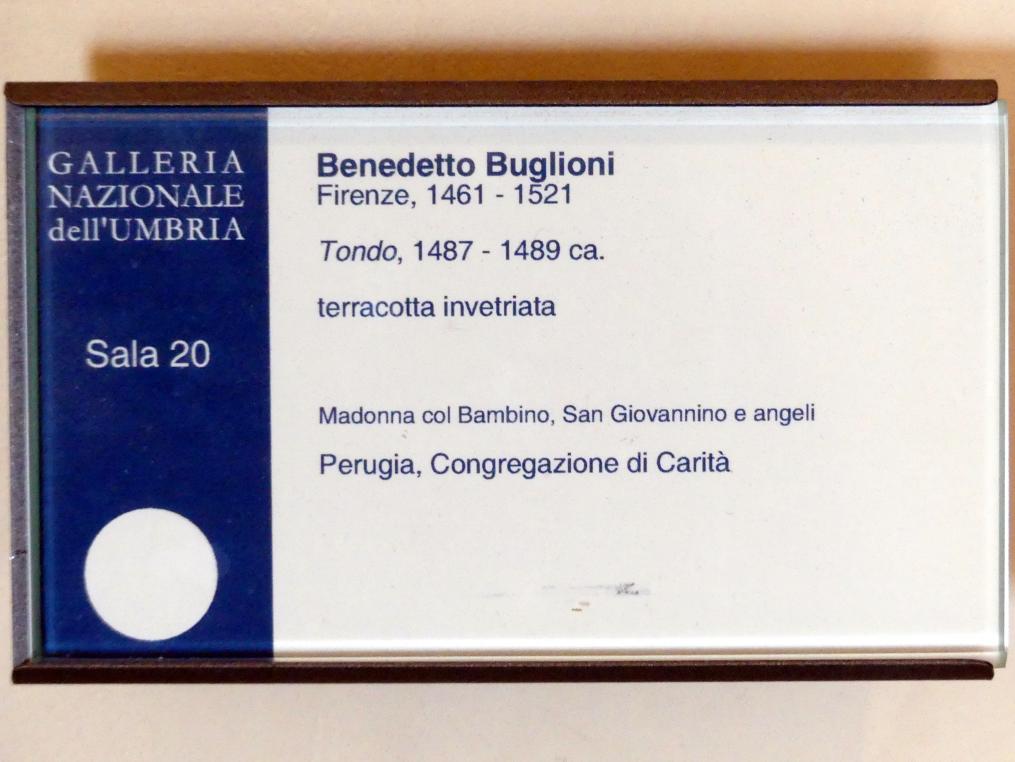 GALLERIA
NAZIONALE
dell'UMBRIA
Sala 20
Benedetto Buglioni
Firenze, 1461 - 1521
Tondo, 1487 - 1489 ca.
terracotta invetriata
Madonna col Bambino, San Giovannino e angeli
Perugia, Congregazione di Carità